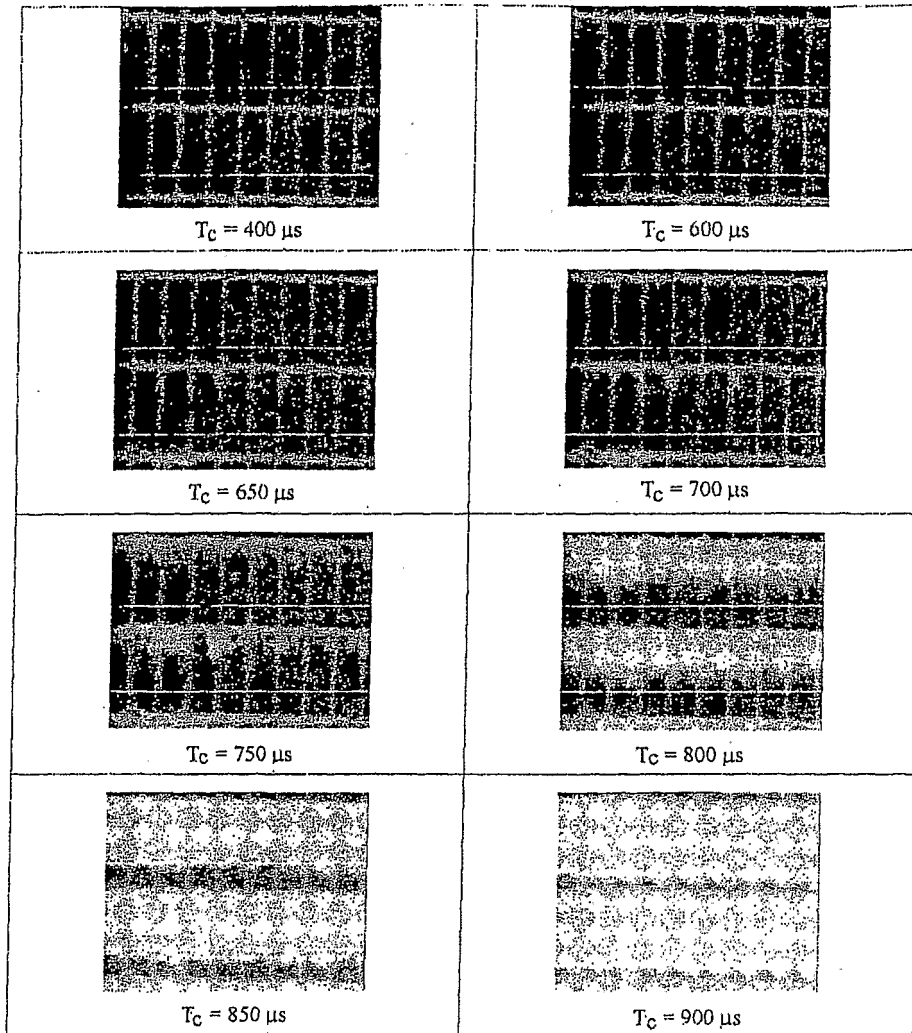 T_C = 400 µs
T_C = 600 µs
T_C = 650 µs
T_C = 700 µs
T_C = 750 µs
T_C = 800 µs
T_C = 850 µs
T_C = 900 µs